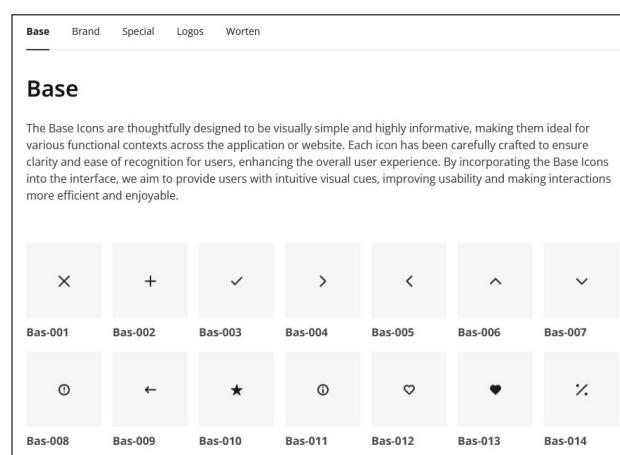 Base Brand Special Logos Worten
Base
The Base Icons are thoughtfully designed to be visually simple and highly informative, making them ideal for
various functional contexts across the application or website. Each icon has been carefully crafted to ensure
clarity and ease of recognition for users, enhancing the overall user experience. By incorporating the Base Icons
into the interface, we aim to provide users with intuitive visual cues, improving usability and making interactions
more efficient and enjoyable.
Bas-001 Bas-002 Bas-003 Bas-004 Bas-005 Bas-006 Bas-007
Bas-008 Bas-009 Bas-010 Bas-011 Bas-012 Bas-013 Bas-014